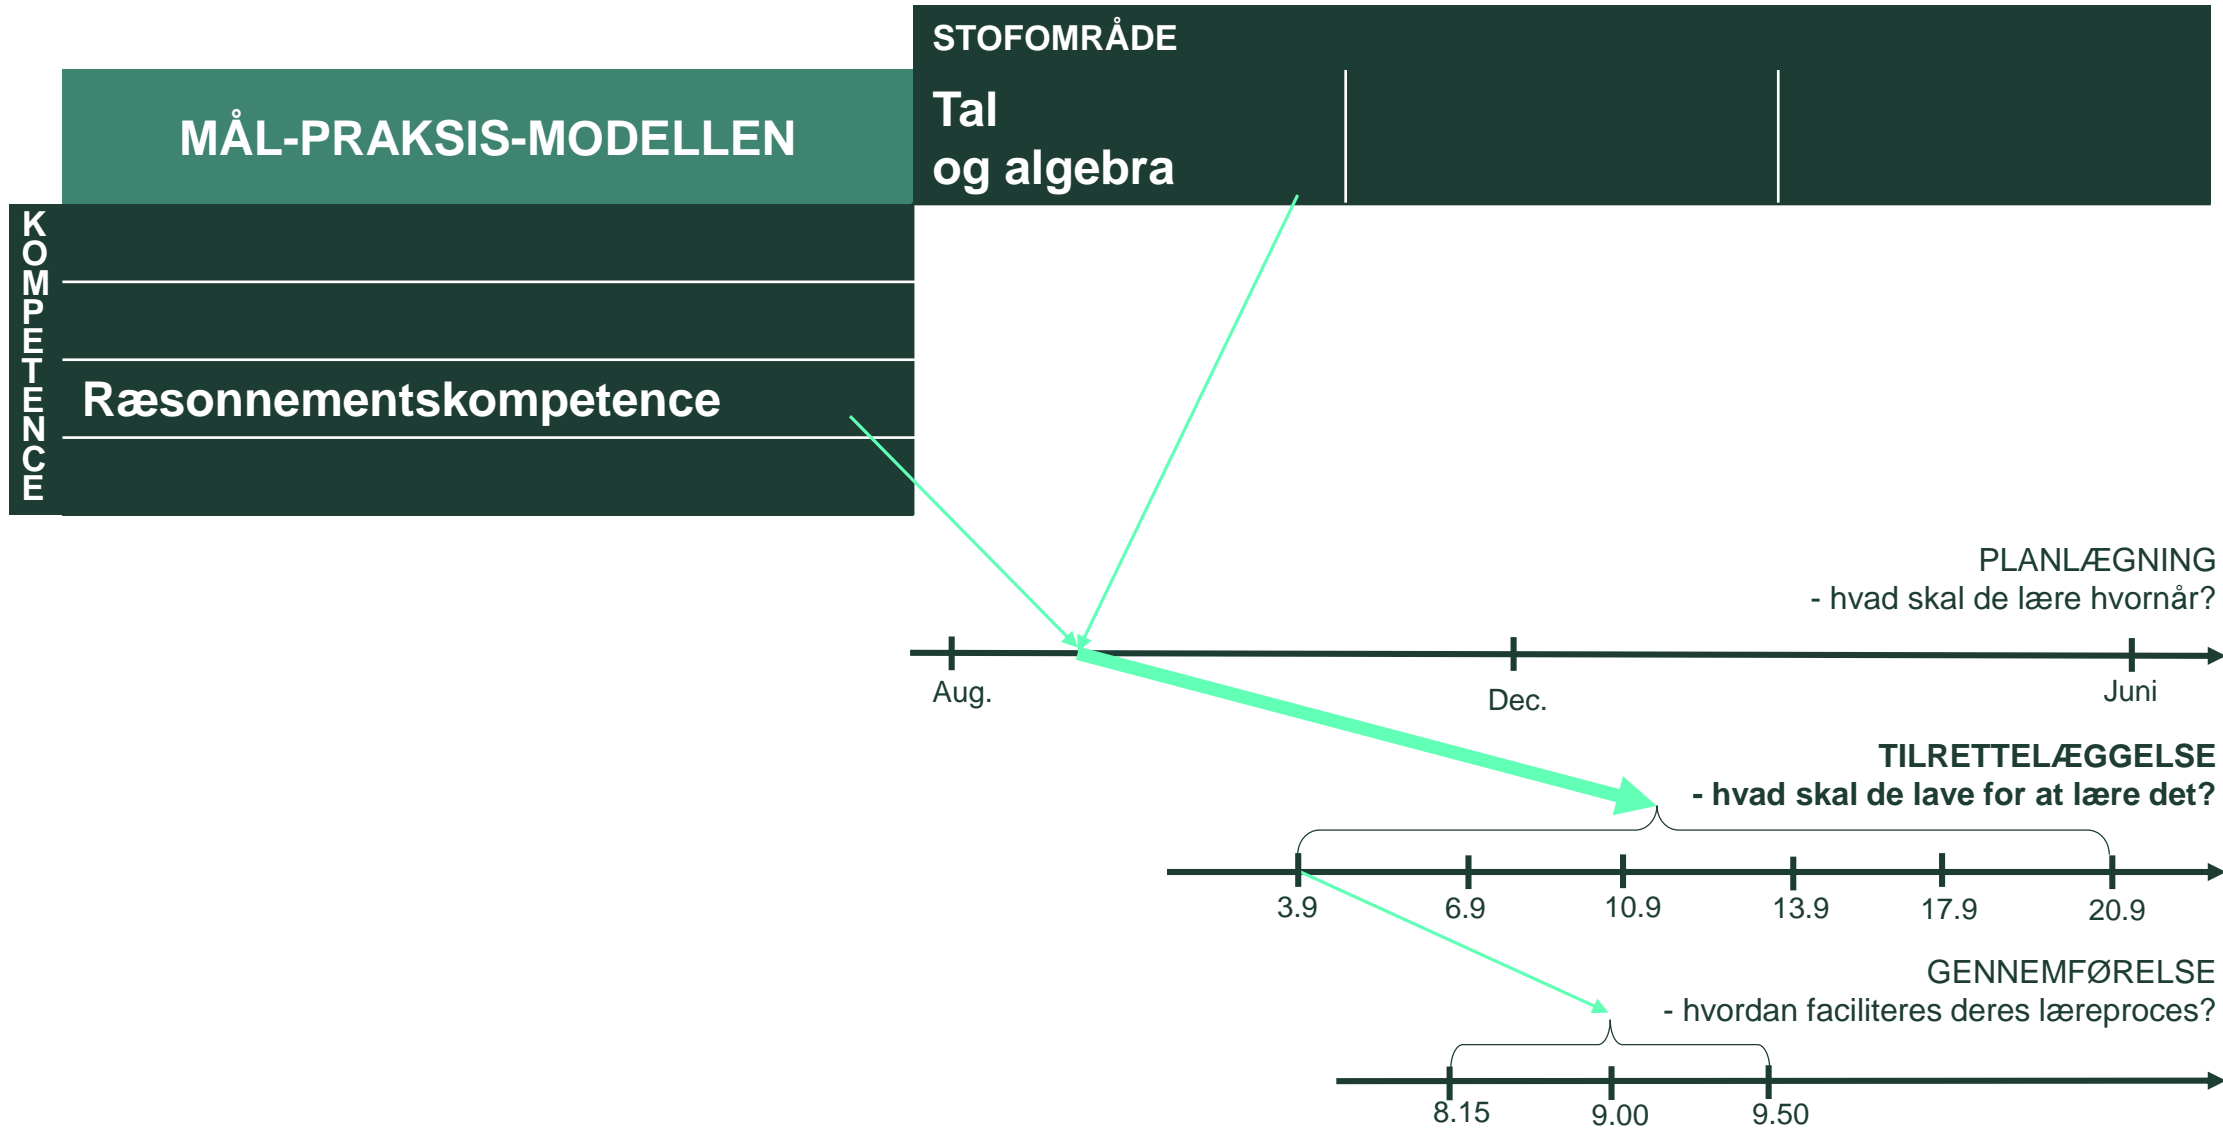 STOFOMRÅDE
MÅL-PRAKSIS-MODELLEN
Tal
og algebra
KOMPETENCE
Ræsonnementskompetence
PLANLÆGNING
- hvad skal de lære hvornår?
Aug.
Dec.
Juni
TILRETTELÆGGELSE
- hvad skal de lave for at lære det?
3.9
6.9
10.9
13.9
17.9
20.9
GENNEMFØRELSE
- hvordan faciliteres deres læreproces?
8.15
9.00
9.50